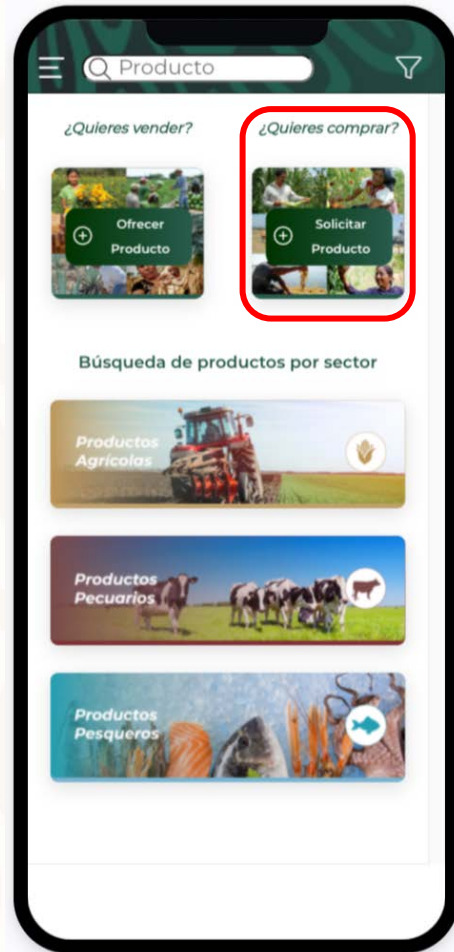 Producto
¿Quieres vender?
¿Quieres comprar?
Ofrecer
Producto
Solicitar
Producto
Búsqueda de productos por sector
Productos
Agrícolas
Productos
Pecuarios
Productos
Pesqueros